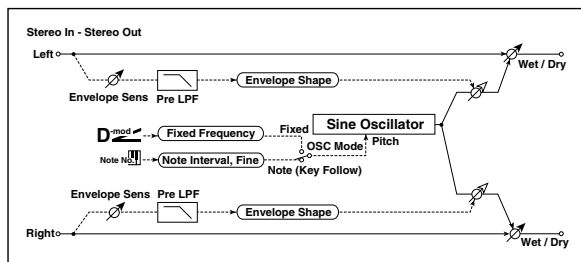 Stereo In - Stereo Out
Left
Wet / Dry
Envelope Sens
Pre LPF
Envelope Shape
D-mod
Fixed Frequency
Fixed
Sine Oscillator
OSC Mode
Pitch
Note No.
Note Interval, Fine
Note (Key Follow)
Envelope Sens
Pre LPF
Envelope Shape
Right
Wet / Dry